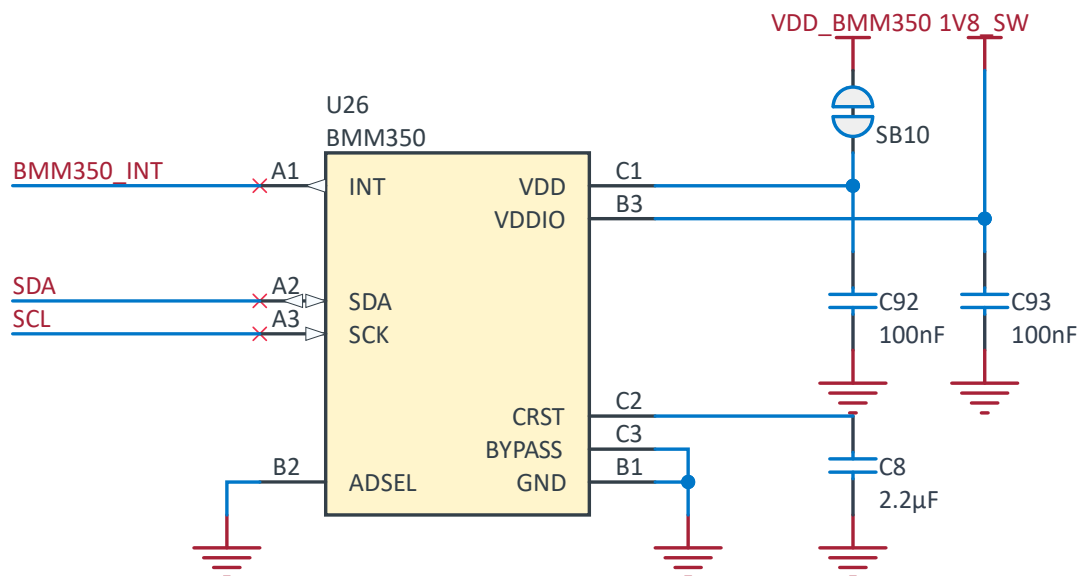 VDD_BMM350 1V8_SW
U26
BMM350
SB10
BMM350_INT
A1
INT
VDD
C1
VDDIO
B3
SDA
A2
SDA
SCL
A3
SCK
C92
100nF
C93
100nF
CRST
C2
BYPASS
C3
B2
ADSEL
GND
B1
C8
2.2µF